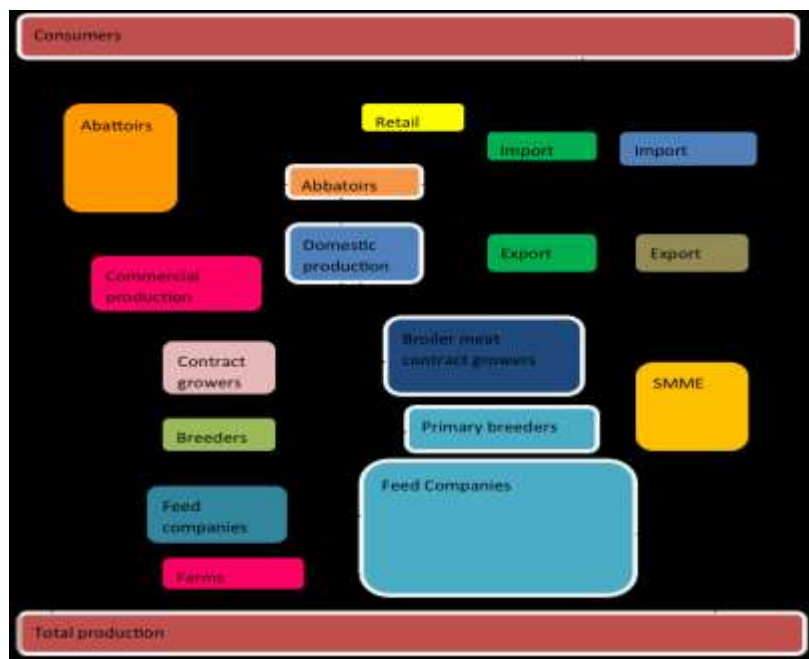 Consumers
Abattoirs
Retail
Import
Import
Abbatoirs
Domestic
production
Export
Export
Commercial
production
Broiler meat
contract growers
Contract
growers
SMME
Primary breeders
Breeders
Feed Companies
Feed
companies
Farms
Total production